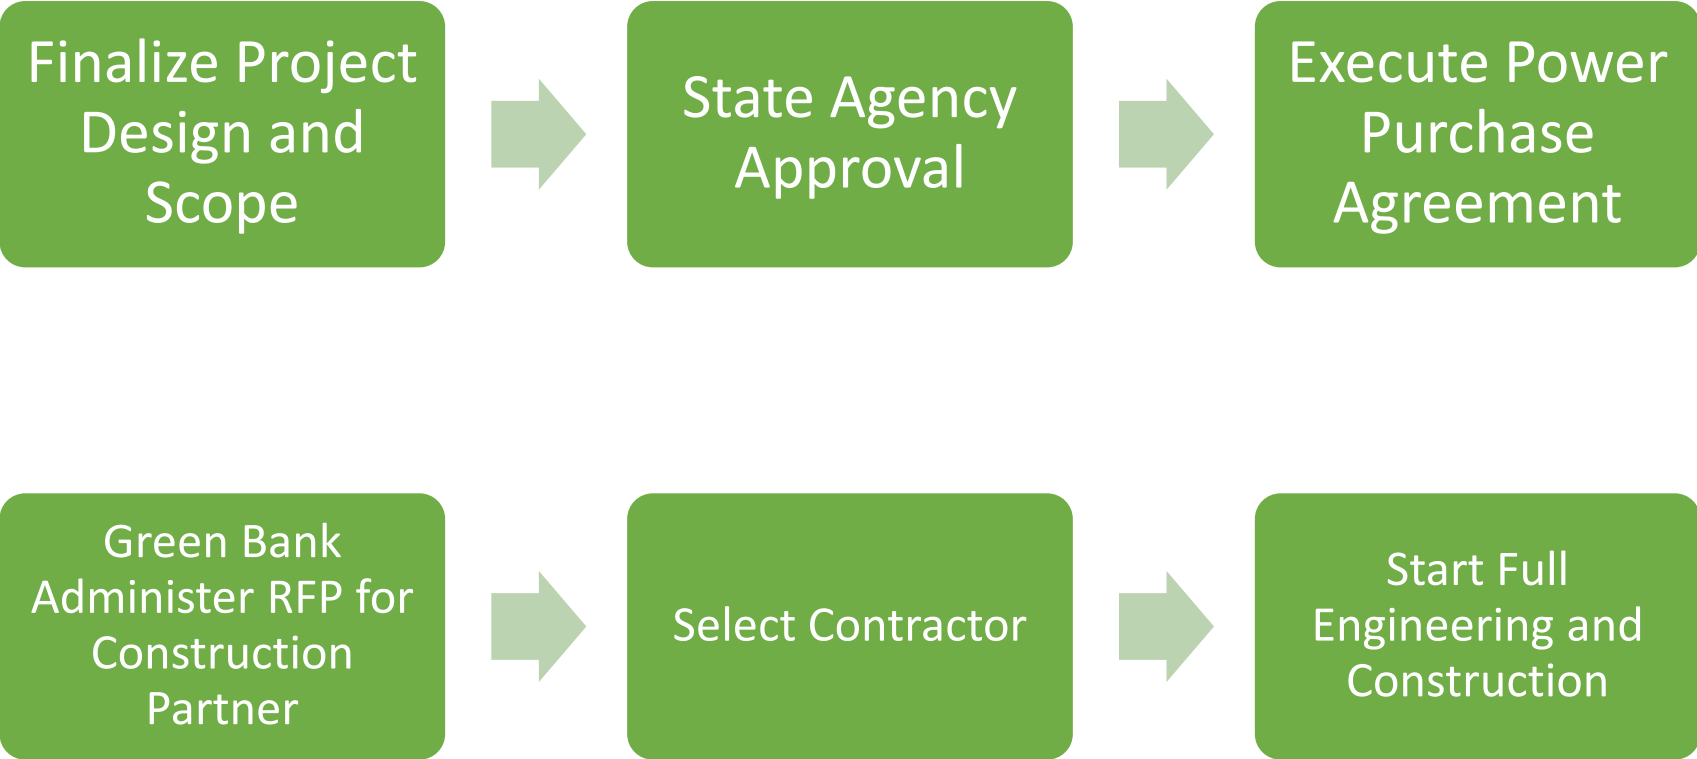 Finalize Project
Design and
Scope
State Agency
Approval
Execute Power
Purchase
Agreement
Green Bank
Administer RFP for
Construction
Partner
Select Contractor
Start Full
Engineering and
Construction